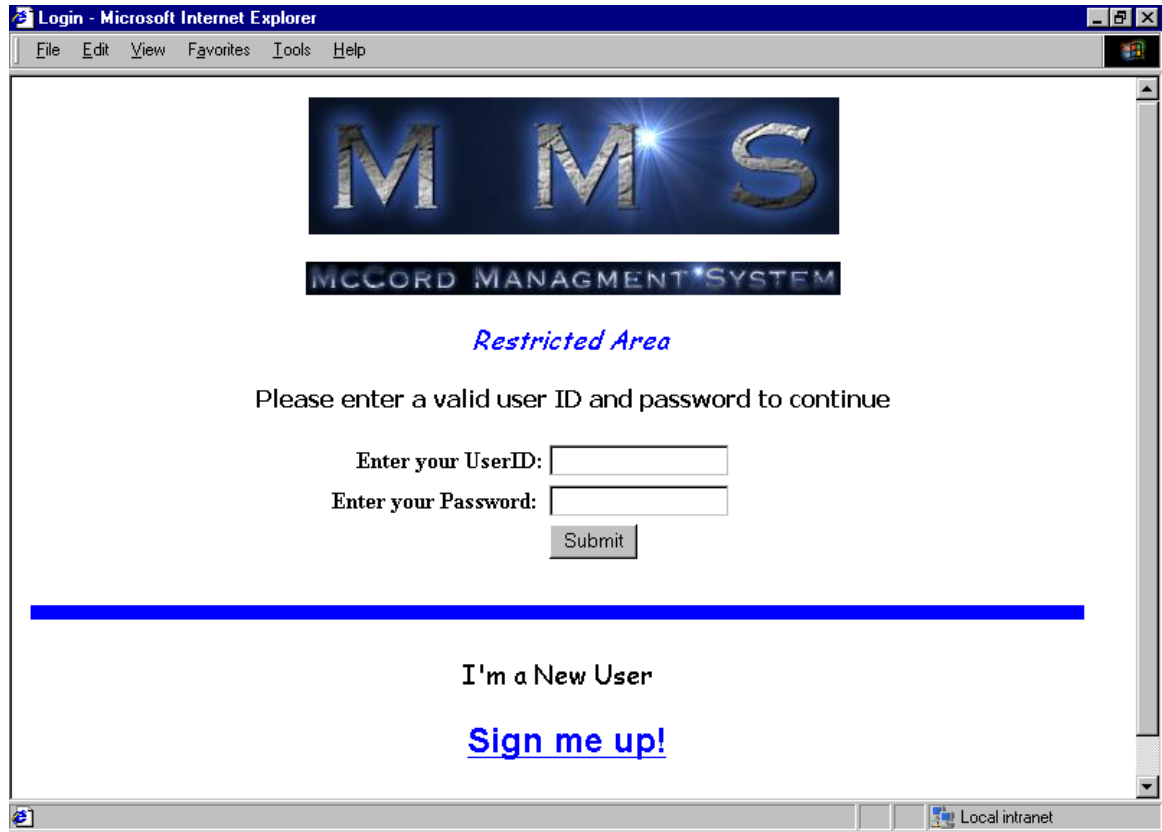 Login - Microsoft Internet Explorer
File Edit View Favorites Tools Help
M M S
McCord Managment System
Restricted Area
Please enter a valid user ID and password to continue
Enter your UserID:
Enter your Password:
Submit
I'm a New User
Sign me up!
Local intranet